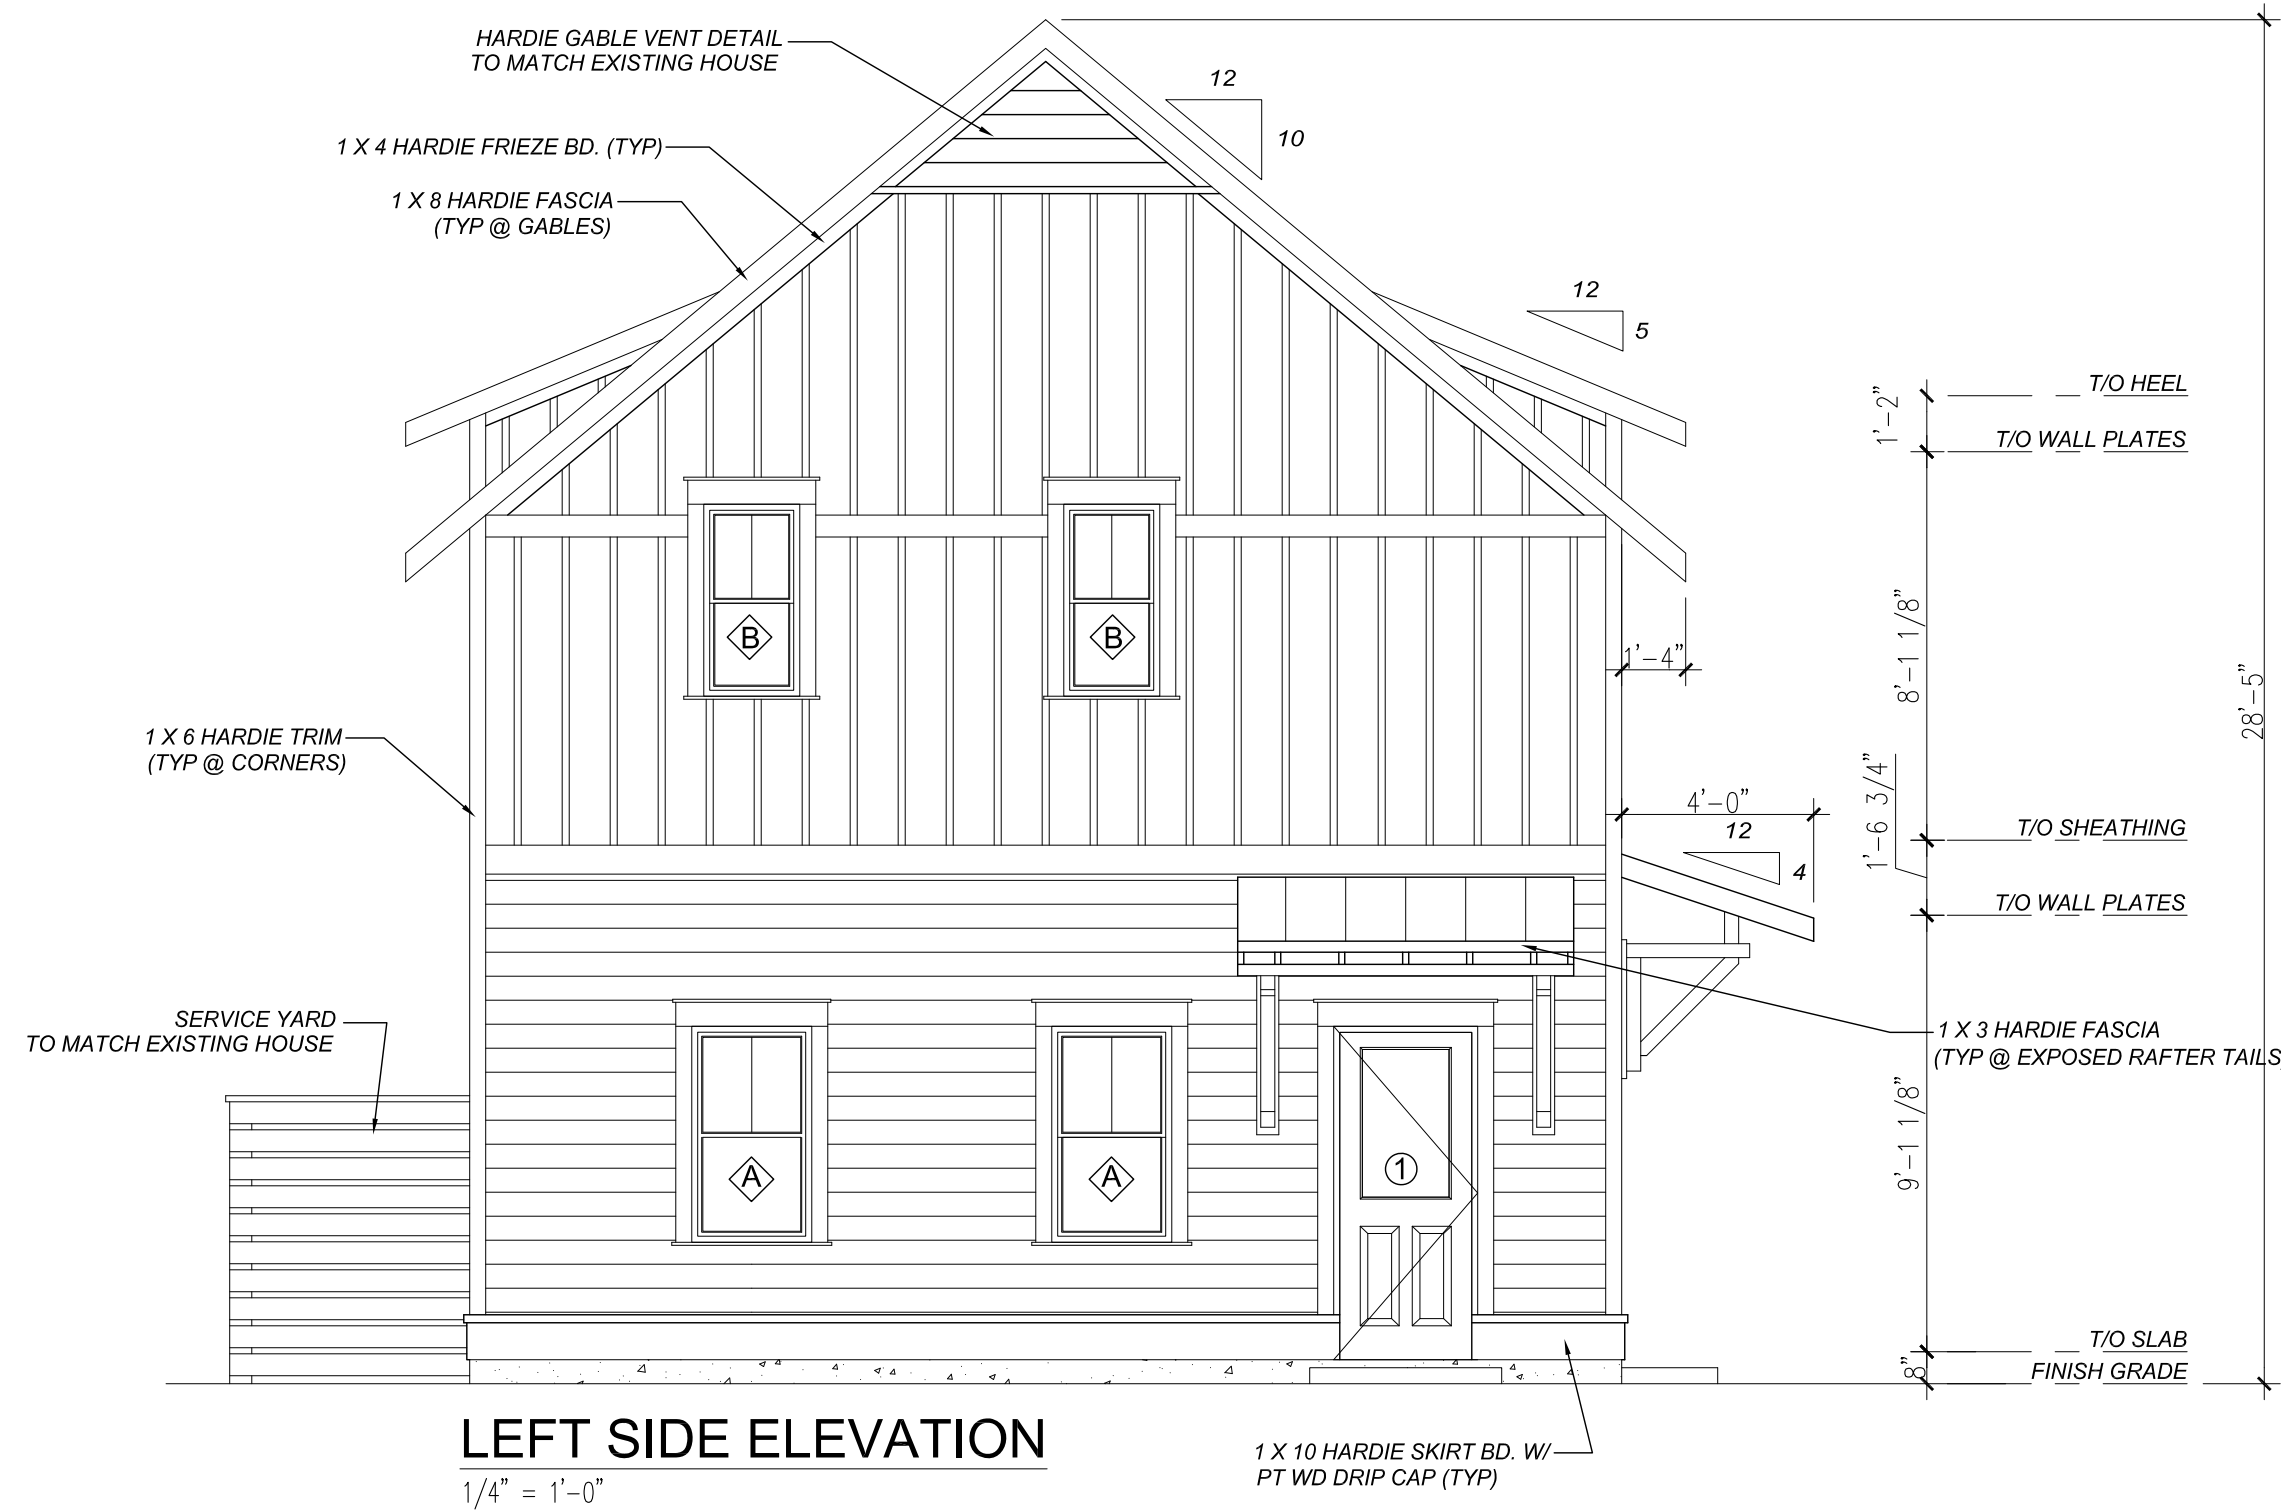 HARDIE GABLE VENT DETAIL
TO MATCH EXISTING HOUSE
12
10
1 X 4 HARDIE FRIEZE BD. (TYP)
1 X 8 HARDIE FASCIA
(TYP @ GABLES)
12
5
T/O HEEL
1'-2"
T/O WALL PLATES
8'-1 1/8"
B
B
1'-4"
28'-5"
1 X 6 HARDIE TRIM
(TYP @ CORNERS)
1'-6 3/4"
4'-0"
12
4
T/O SHEATHING
T/O WALL PLATES
SERVICE YARD
TO MATCH EXISTING HOUSE
1 X 3 HARDIE FASCIA
(TYP @ EXPOSED RAFTER TAILS)
9'-1 1/8"
A
A
1
T/O SLAB
8"
FINISH GRADE
LEFT SIDE ELEVATION
1/4" = 1'-0"
1 X 10 HARDIE SKIRT BD. W/
PT WD DRIP CAP (TYP)